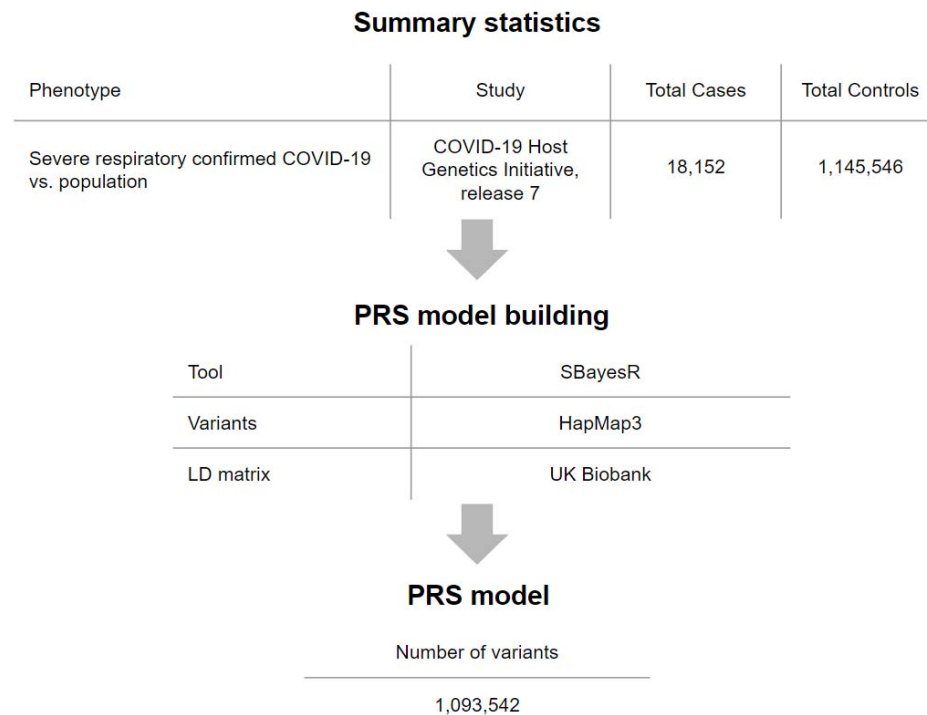 Summary statistics
Phenotype Study Total Cases Total Controls
Severe respiratory confirmed COVID-19
vs. population
COVID-19 Host
Genetics Initiative,
release 7
18,152 1,145,546
PRS model building
Tool SBayesR
Variants HapMap3
LD matrix UK Biobank
PRS model
Number of variants
1,093,542